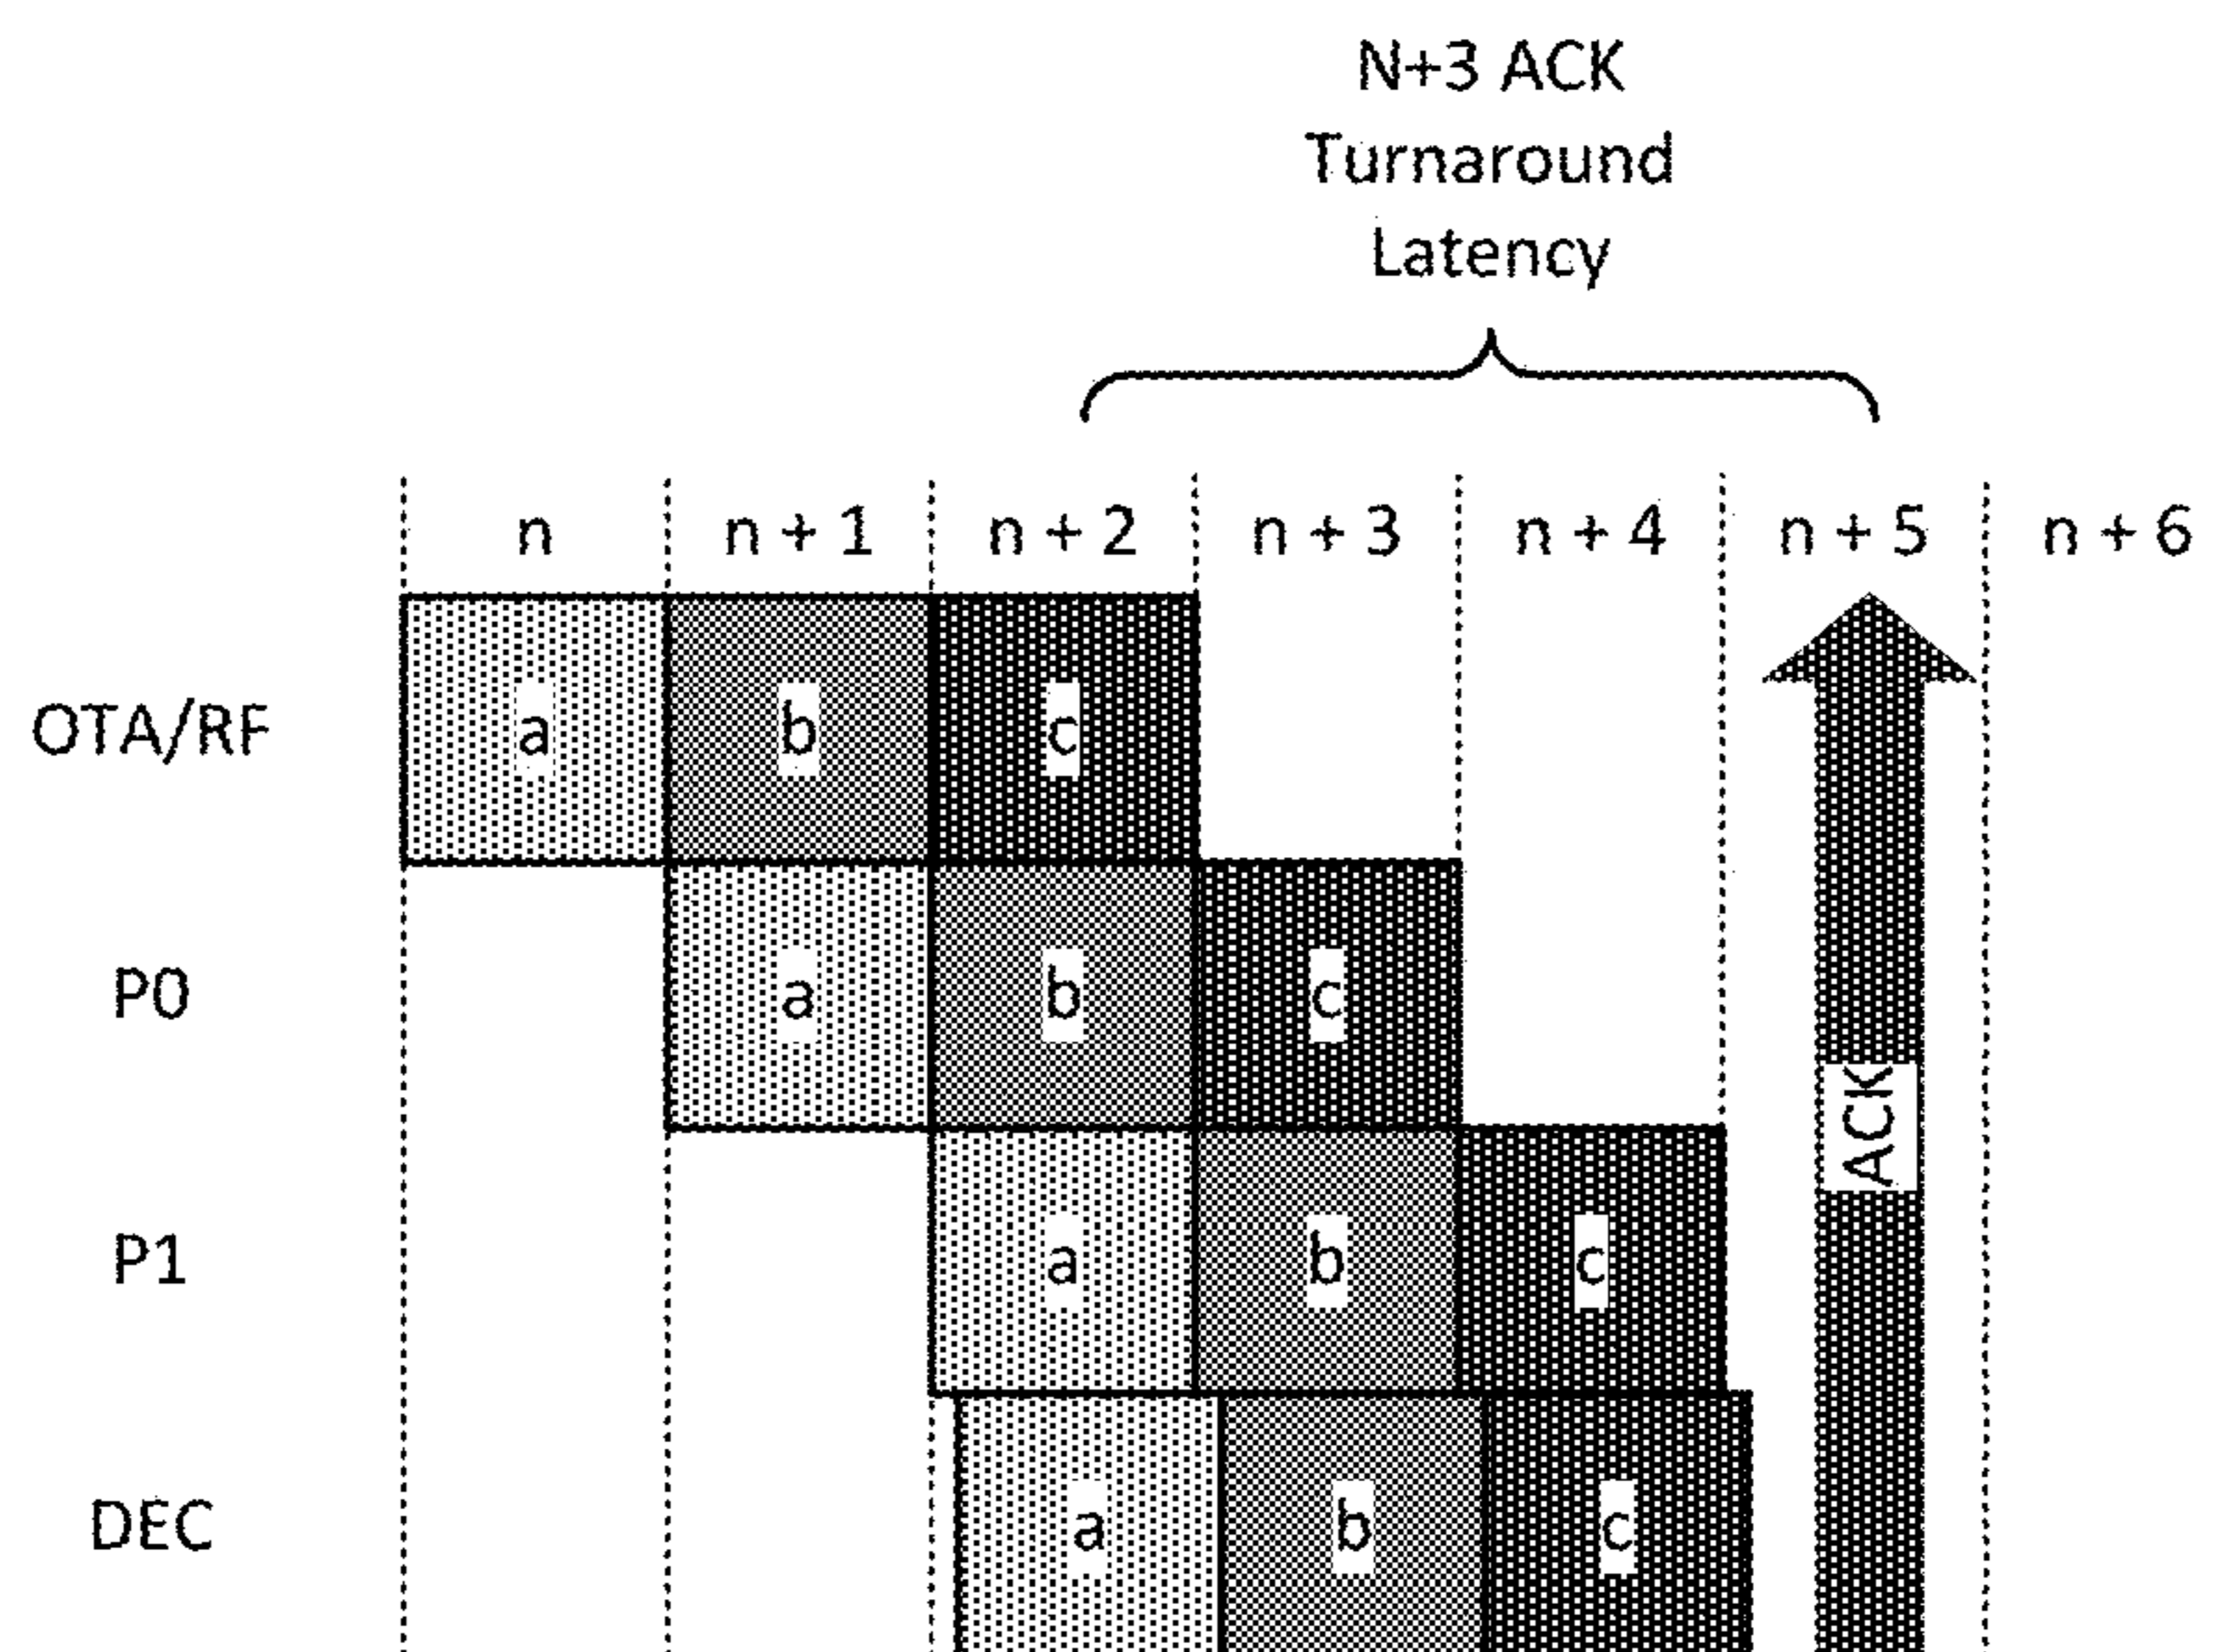 N+3 ACK
Turnaround
Latency
n n + 1 n + 2 n + 3 n + 4 n + 5 n + 6
OTA/RF a b c
P0 a b c
ACK
P1 a b c
DEC a b c